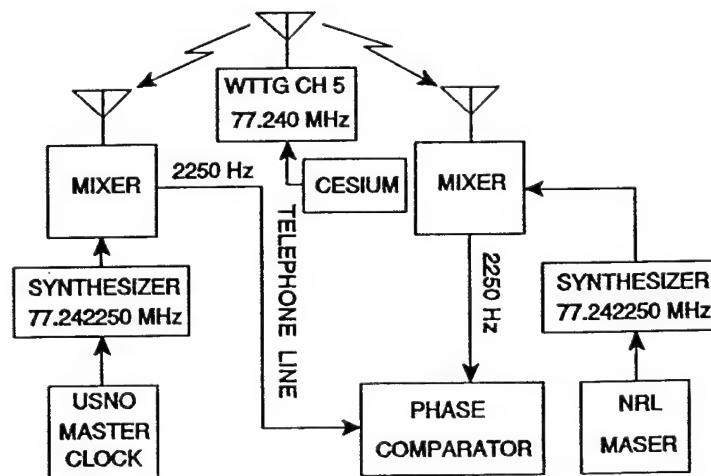 WTTG CH 5
77.240 MHz
MIXER
2250 Hz
CESIUM
MIXER
TELEPHONE LINE
2250 Hz
SYNTHESIZER
77.242250 MHz
SYNTHESIZER
77.242250 MHz
USNO
MASTER
CLOCK
PHASE
COMPARATOR
NRL
MASER